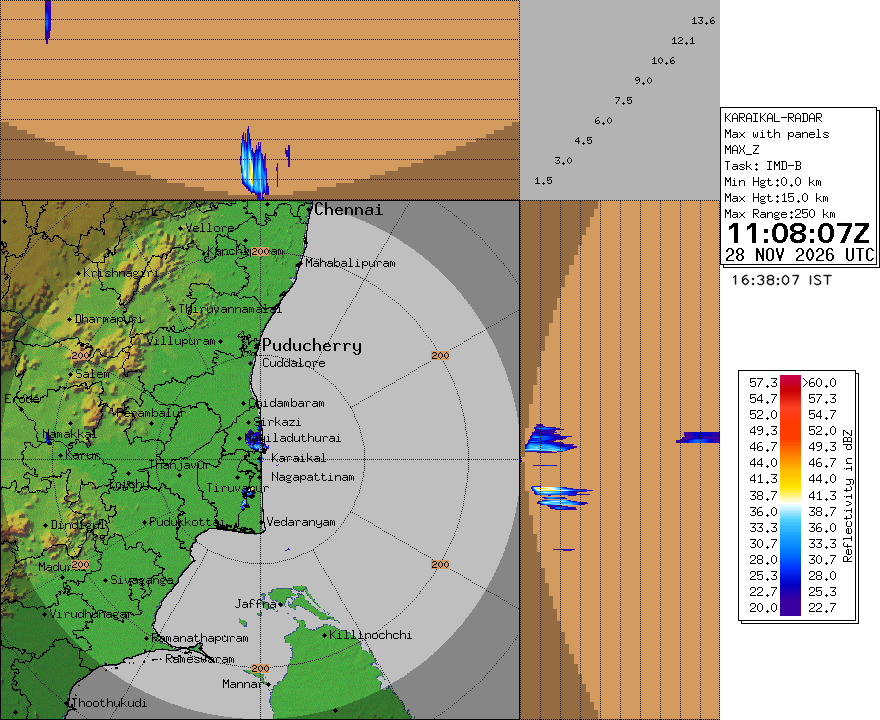 13.6
12.1
10.6
9.0
7.5
6.0
4.5
3.0
1.5
KARAIKAL-RADAR
Max with panels
MAX_Z
Task: IMD-B
Min Hgt:0.0 km
Max Hgt:15.0 km
Max Range:250 km
11:08:07Z
28 NOV 2026 UTC
16:38:07 IST
Chennai
Vellore
200
Mahabalipuram
Krishnagiri
Thiruvannamalai
Dharmapuri
Villupuram
Puducherry
200
200
Cuddalore
Salem
Chidambaram
Perambalur
Sirkazi
Namakkal
Mayiladuthurai
Karur
Karaikal
Thanjavur
Nagapattinam
Tiruvarur
Dindigul
Pudukkottai
Vedaranyam
200
200
Sivaganga
Jaffna
Virudhunagar
Killinochchi
Ramanathapuram
Rameswaram
200
Mannar
Thoothukudi
57.3 >60.0
54.7 57.3
52.0 54.7
49.3 52.0
46.7 49.3
44.0 46.7
41.3 44.0
38.7 41.3
36.0 38.7
33.3 36.0
30.7 33.3
28.0 30.7
25.3 28.0
22.7 25.3
20.0 22.7
Reflectivity in dBZ